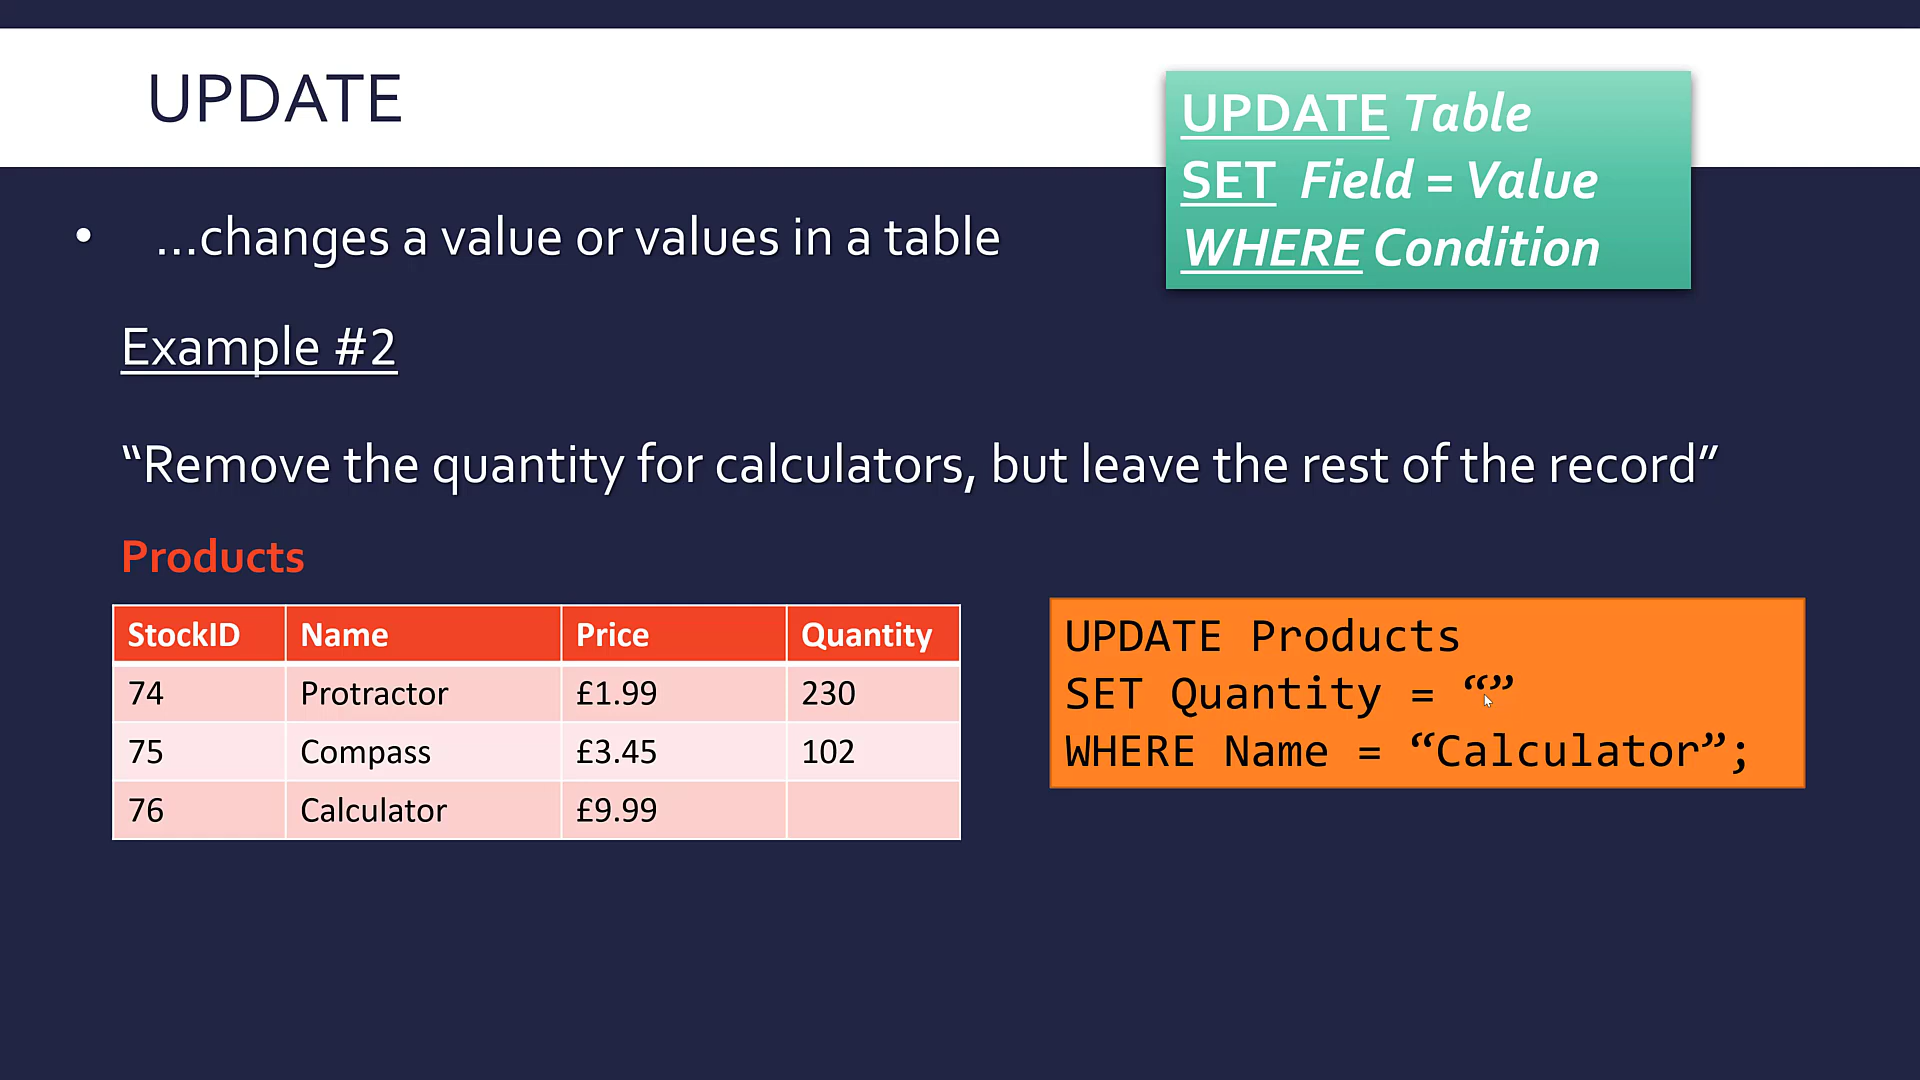 UPDATE
UPDATE Table
SET Field = Value
WHERE Condition
• ...changes a value or values in a table
Example #2
“Remove the quantity for calculators, but leave the rest of the record”
Products
StockID Name Price Quantity
74 Protractor £1.99 230
75 Compass £3.45 102
76 Calculator £9.99
UPDATE Products
SET Quantity = “”
WHERE Name = “Calculator”;